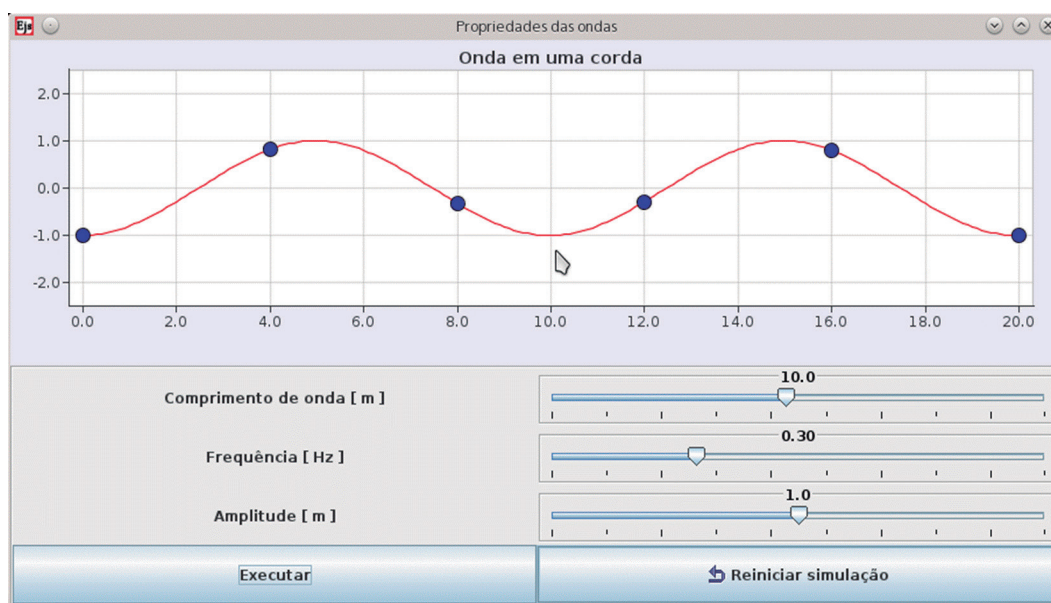 Ejs
Propriedades das ondas
Onda em uma corda
2.0
1.0
0.0
-1.0
-2.0
0.0 2.0 4.0 6.0 8.0 10.0 12.0 14.0 16.0 18.0 20.0
Comprimento de onda [ m ] 10.0
Frequência [ Hz ] 0.30
Amplitude [ m ] 1.0
Executar Reiniciar simulação